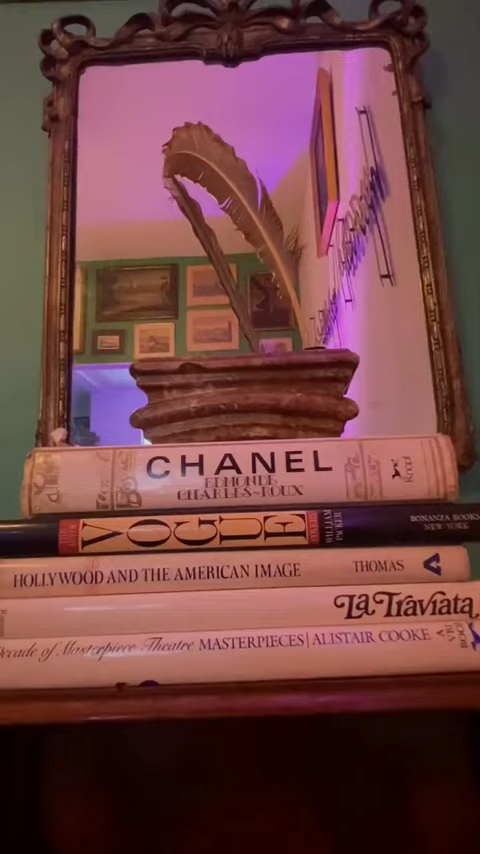 CHANEL
EDMONDE
CHARLES-ROUX
Knopf
VOGUE
WILLIAM
PACKER
BONANZA BOOKS
NEW YORK
HOLLYWOOD AND THE AMERICAN IMAGE THOMAS
La Traviata
Decade of Masterpiece Theatre MASTERPIECES | ALISTAIR COOKE